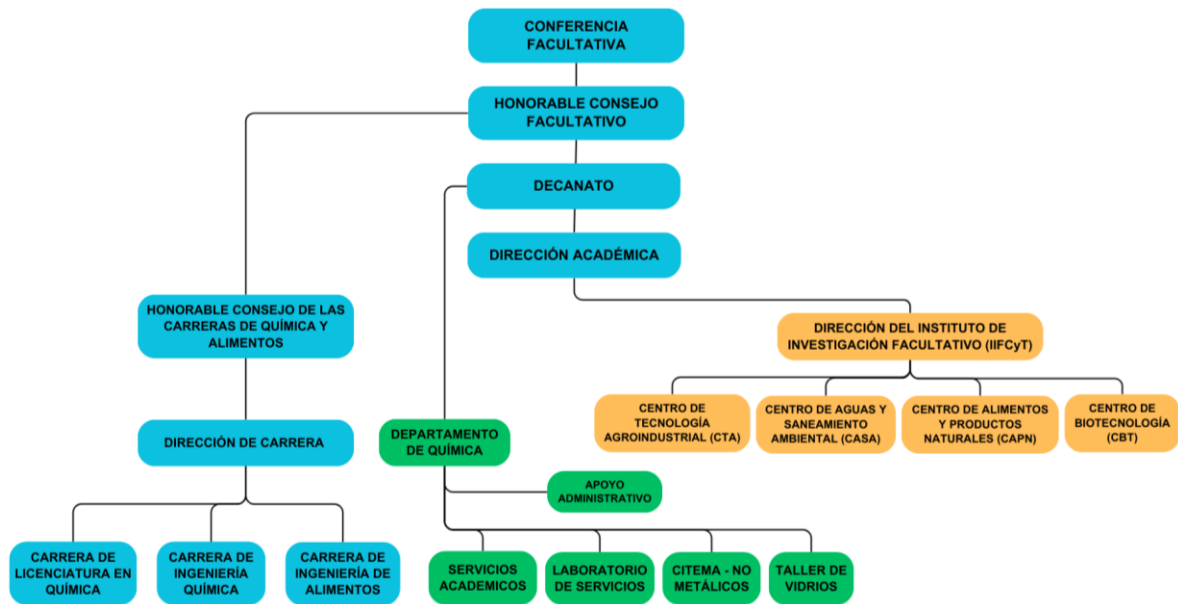 CONFERENCIA
FACULTATIVA
HONORABLE CONSEJO
FACULTATIVO
DECANATO
DIRECCIÓN ACADÉMICA
HONORABLE CONSEJO DE LAS
CARRERAS DE QUÍMICA Y
ALIMENTOS
DIRECCIÓN DEL INSTITUTO DE
INVESTIGACIÓN FACULTATIVO (IIFCyT)
CENTRO DE
TECNOLOGÍA
AGROINDUSTRIAL (CTA)
CENTRO DE AGUAS Y
SANEAMIENTO
AMBIENTAL (CASA)
CENTRO DE ALIMENTOS
Y PRODUCTOS
NATURALES (CAPN)
CENTRO DE
BIOTECNOLOGÍA
(CBT)
DIRECCIÓN DE CARRERA
DEPARTAMENTO
DE QUÍMICA
APOYO
ADMINISTRATIVO
CARRERA DE
LICENCIATURA EN
QUÍMICA
CARRERA DE
INGENIERÍA
QUÍMICA
CARRERA DE
INGENIERÍA DE
ALIMENTOS
SERVICIOS
ACADEMICOS
LABORATORIO
DE SERVICIOS
CITEMA - NO
METÁLICOS
TALLER DE
VIDRIOS